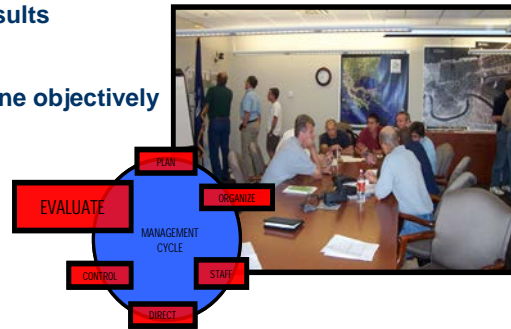 sults
ne objectively
PLAN
ORGANIZE
EVALUATE
MANAGEMENT
CYCLE
CONTROL
STAFF
DIRECT